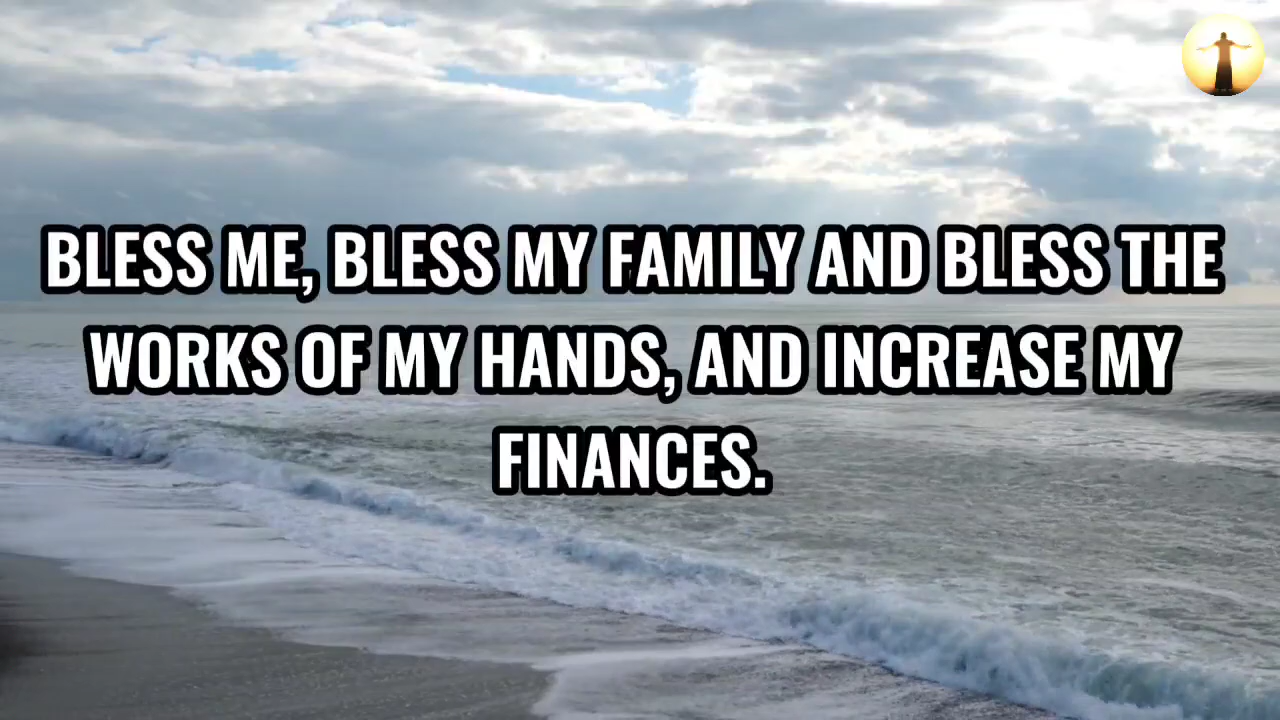 BLESS ME, BLESS MY FAMILY AND BLESS THE
WORKS OF MY HANDS, AND INCREASE MY
FINANCES.